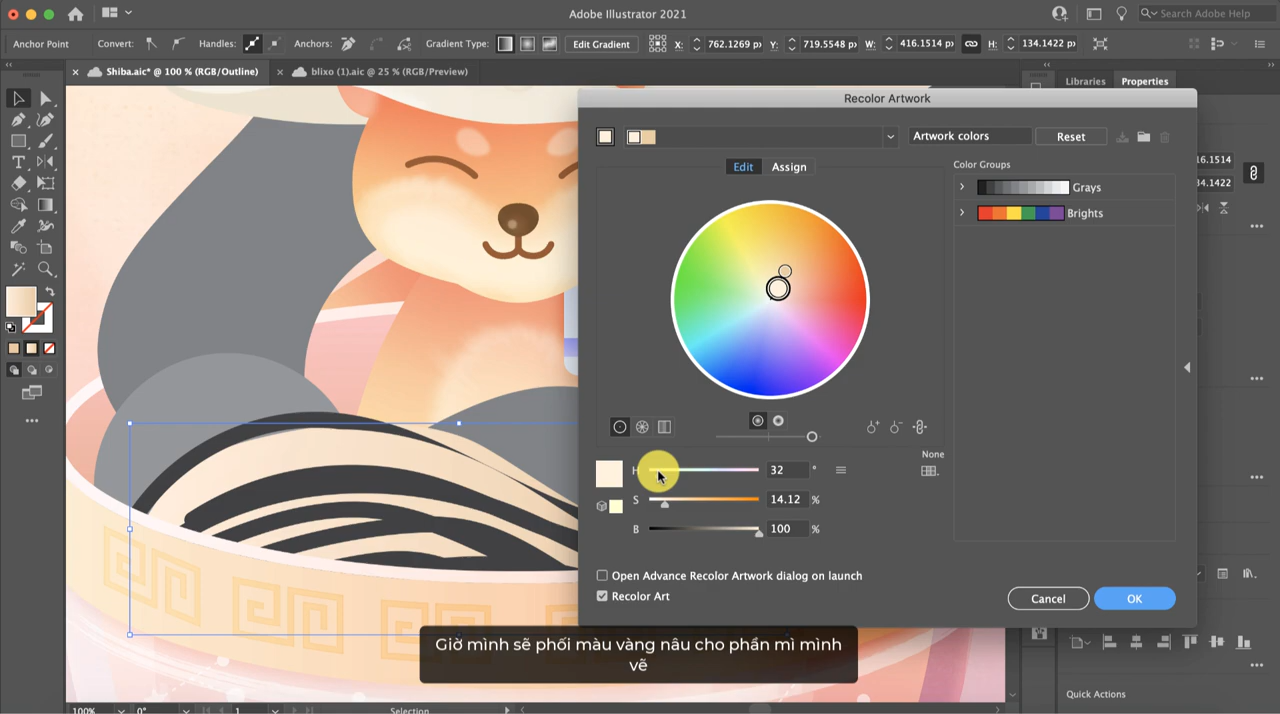 Adobe Illustrator 2021
Search Adobe Help
Anchor Point
Convert:
Handles:
Anchors:
Gradient Type:
Edit Gradient
X: 762.1269 px
Y: 719.5548 px
W: 416.1514 px
H: 134.1422 px
Shiba.aic* @ 100 % (RGB/Outline)
blixo (1).aic @ 25 % (RGB/Preview)
Libraries
Properties
Recolor Artwork
Artwork colors
Reset
Edit
Assign
Color Groups
Grays
Brights
16.1514
34.1422
None
H 32 °
S 14.12 %
B 100 %
Open Advance Recolor Artwork dialog on launch
Recolor Art
Cancel
OK
Giờ mình sẽ phối màu vàng nâu cho phần mì mình
vẽ
Quick Actions
100%
0°
1
Selection